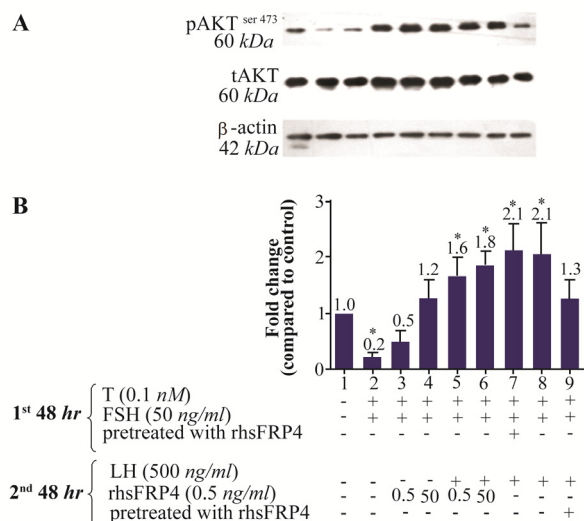 A
pAKT ser 473
60 kDa
tAKT
60 kDa
β-actin
42 kDa
B
Fold change
(compared to control)
3
2
1
0
1.0
*
0.2
0.5
1.2
*
1.6
*
1.8
*
2.1
*
2.1
1.3
1 2 3 4 5 6 7 8 9
1st 48 hr
T (0.1 nM) - + + + + + + + +
FSH (50 ng/ml) - + + + + + + + +
pretreated with rhsFRP4 - - - - - - + - -
2nd 48 hr
LH (500 ng/ml) - - - - + + + + +
rhsFRP4 (0.5 ng/ml) - - 0.5 50 0.5 50 - - -
pretreated with rhsFRP4 - - - - - - - - +